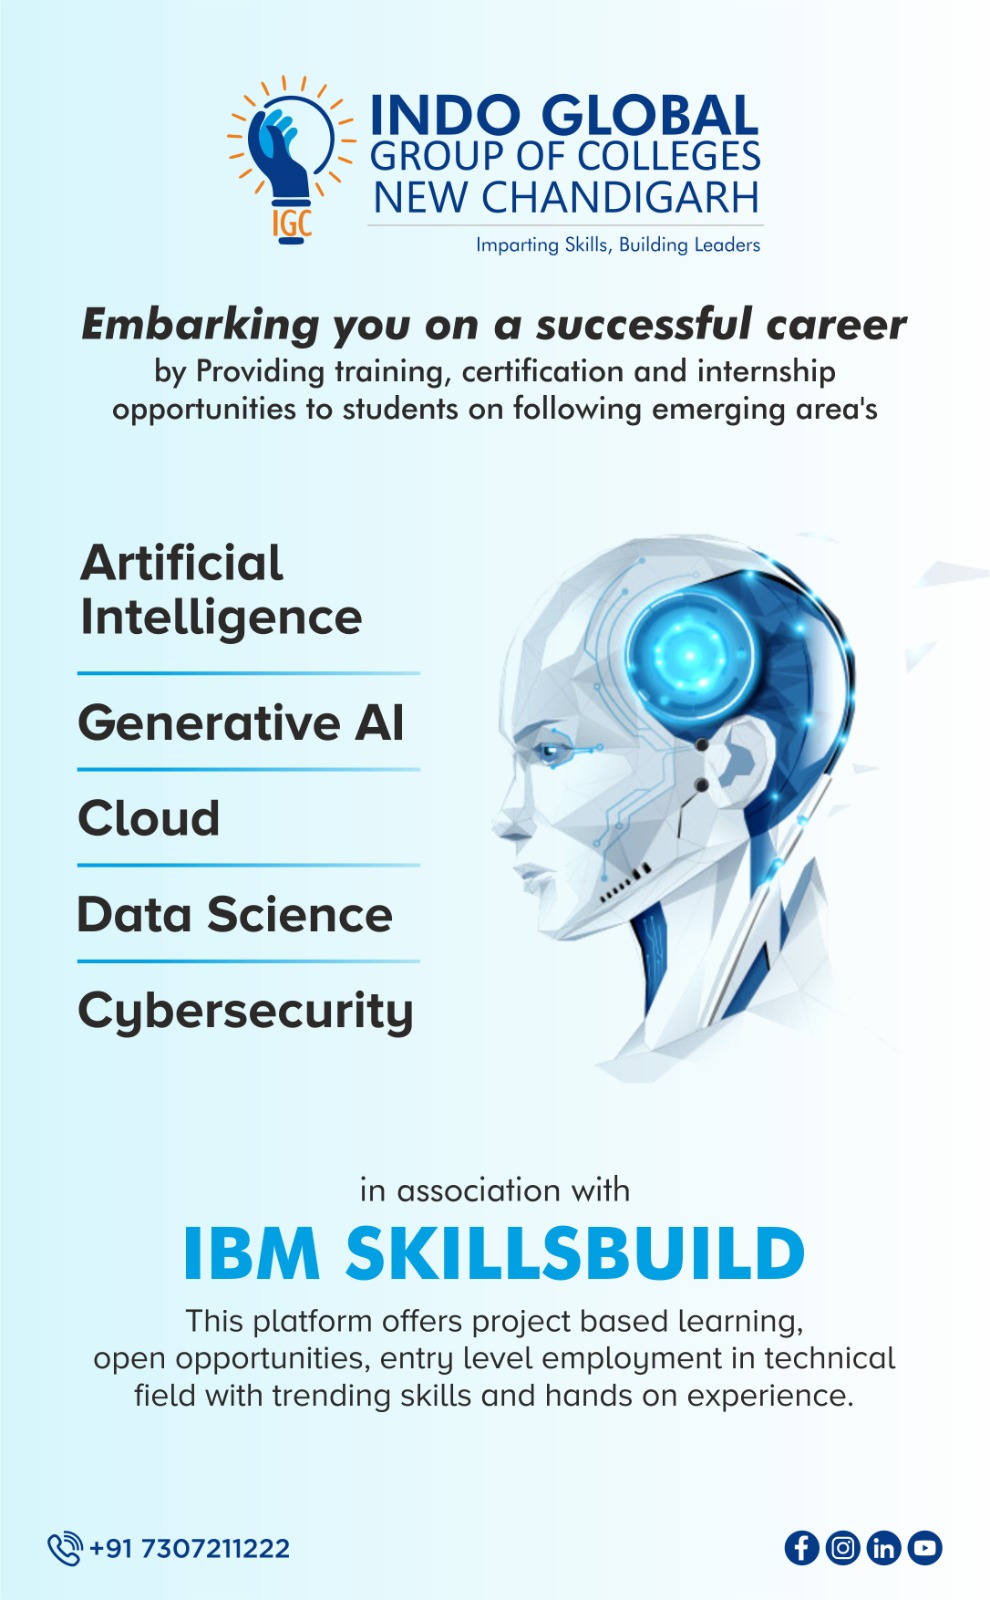 IGC
INDO GLOBAL
GROUP OF COLLEGES
NEW CHANDIGARH
Imparting Skills, Building Leaders
Embarking you on a successful career
by Providing training, certification and internship
opportunities to students on following emerging area's
Artificial
Intelligence
Generative AI
Cloud
Data Science
Cybersecurity
in association with
IBM SKILLSBUILD
This platform offers project based learning,
open opportunities, entry level employment in technical
field with trending skills and hands on experience.
+91 7307211222